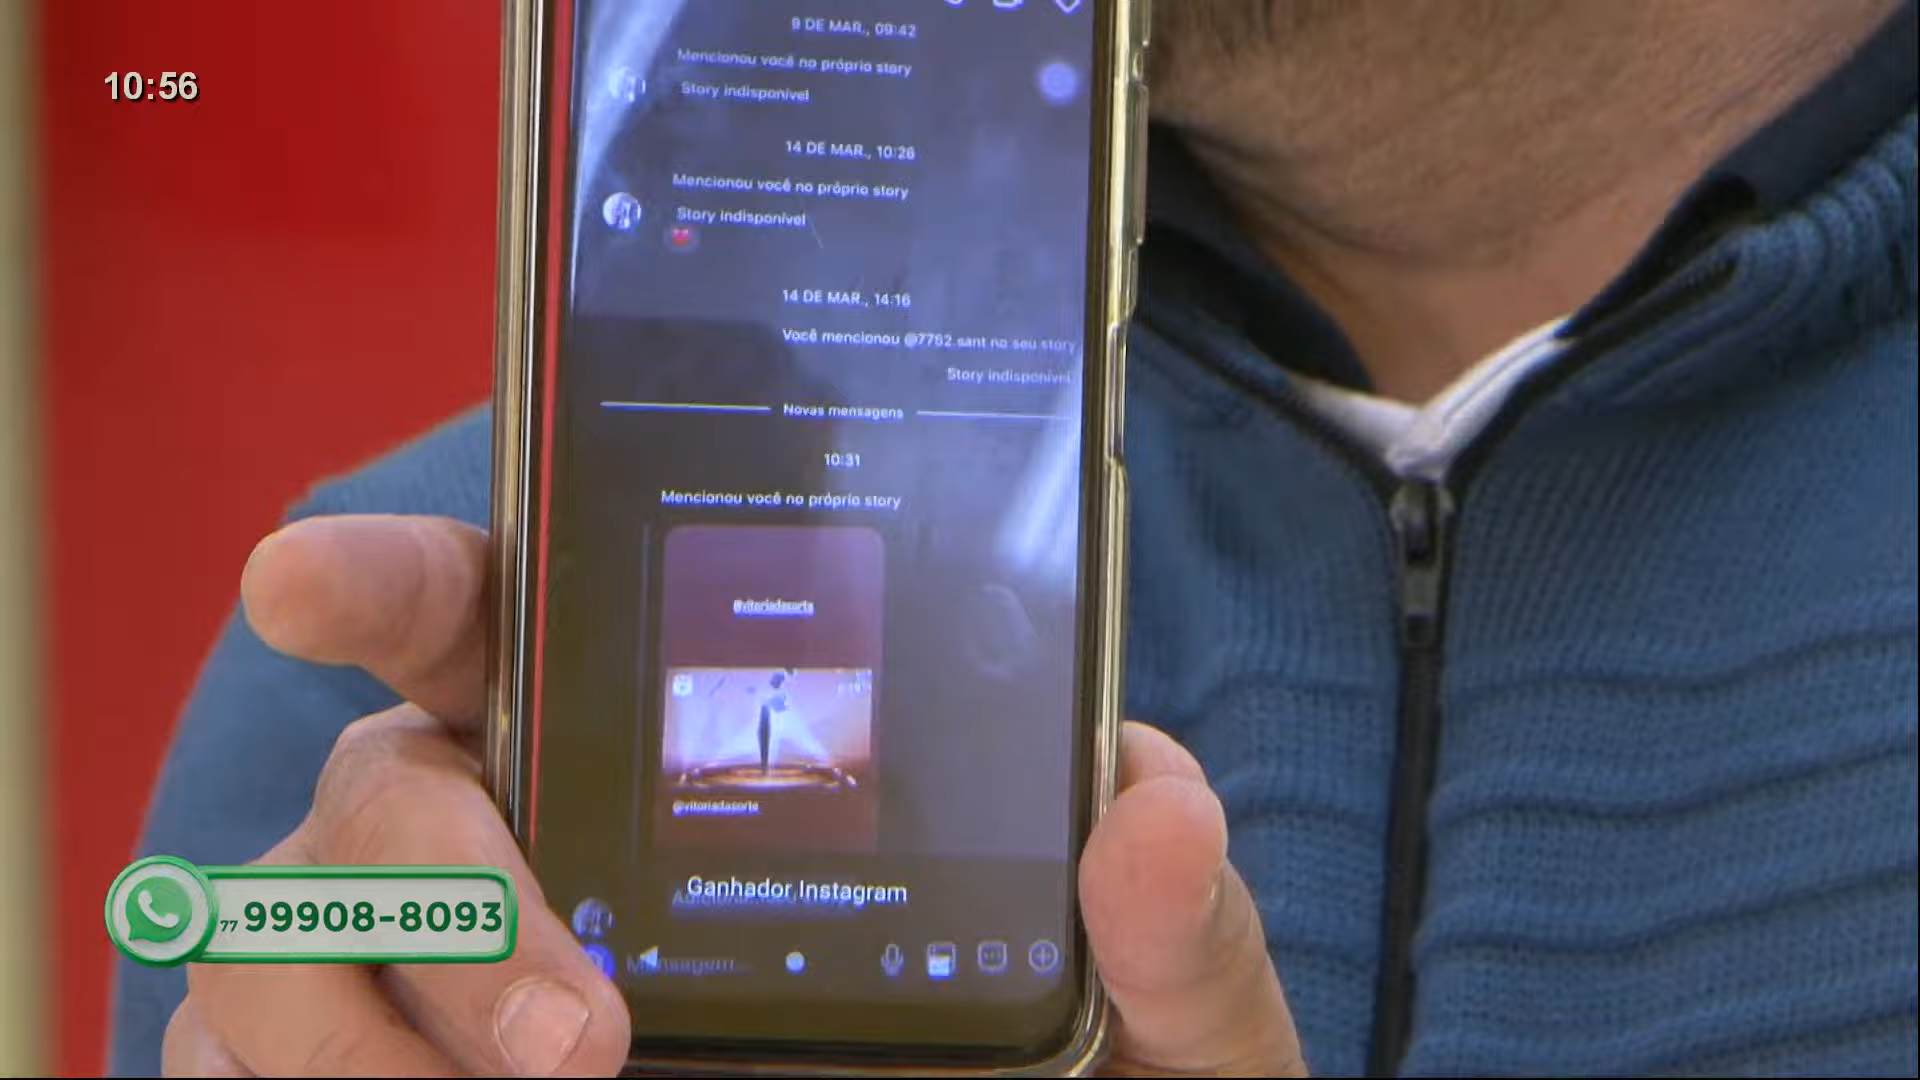 10:56
9 DE MAR., 09:42
Mencionou você no próprio story
Story indisponível
14 DE MAR., 10:26
Mencionou você no próprio story
Story indisponível
14 DE MAR., 14:16
Você mencionou @7762.sant no seu story
Story indisponível
Novas mensagens
10:31
Mencionou você no próprio story
@vitoriadasorte
@vitoriadasorte
Ganhador Instagram
Mensagem...
77 99908-8093